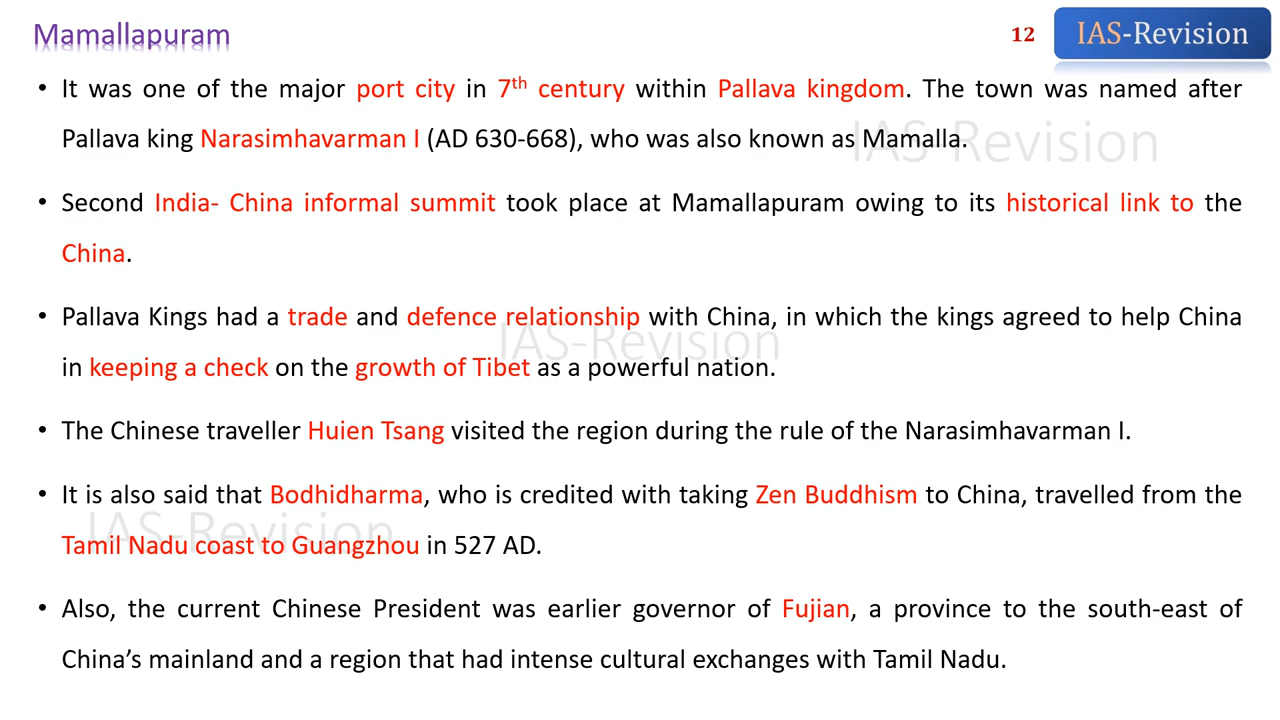 Mamallapuram
12
IAS-Revision
• It was one of the major port city in 7th century within Pallava kingdom. The town was named after
Pallava king Narasimhavarman I (AD 630-668), who was also known as Mamalla.
IAS-Revision
• Second India- China informal summit took place at Mamallapuram owing to its historical link to the
China.
• Pallava Kings had a trade and defence relationship with China, in which the kings agreed to help China
IAS-Revision
in keeping a check on the growth of Tibet as a powerful nation.
• The Chinese traveller Huien Tsang visited the region during the rule of the Narasimhavarman I.
• It is also said that Bodhidharma, who is credited with taking Zen Buddhism to China, travelled from the
IAS-Revision
Tamil Nadu coast to Guangzhou in 527 AD.
• Also, the current Chinese President was earlier governor of Fujian, a province to the south-east of
China’s mainland and a region that had intense cultural exchanges with Tamil Nadu.